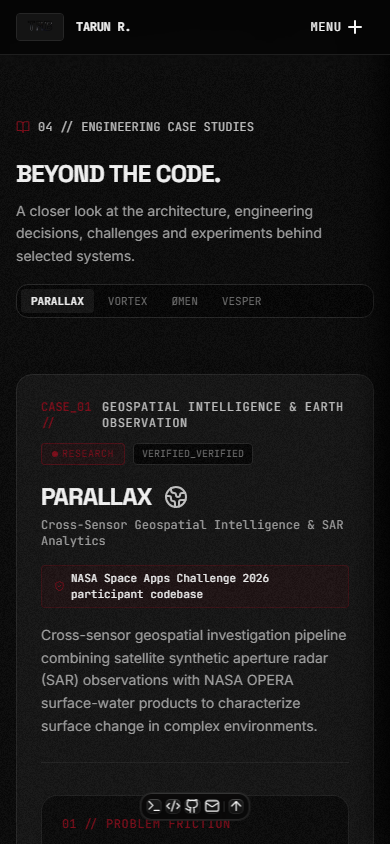 TARUN R.
MENU
04 // ENGINEERING CASE STUDIES
BEYOND THE CODE.
A closer look at the architecture, engineering
decisions, challenges and experiments behind
selected systems.
PARALLAX VORTEX ØMEN VESPER
CASE_01 // GEOSPATIAL INTELLIGENCE & EARTH
OBSERVATION
RESEARCH VERIFIED_VERIFIED
PARALLAX
Cross-Sensor Geospatial Intelligence & SAR
Analytics
NASA Space Apps Challenge 2026
participant codebase
Cross-sensor geospatial investigation pipeline
combining satellite synthetic aperture radar
(SAR) observations with NASA OPERA
surface-water products to characterize
surface change in complex environments.
01 // PROBLEM FRICTION